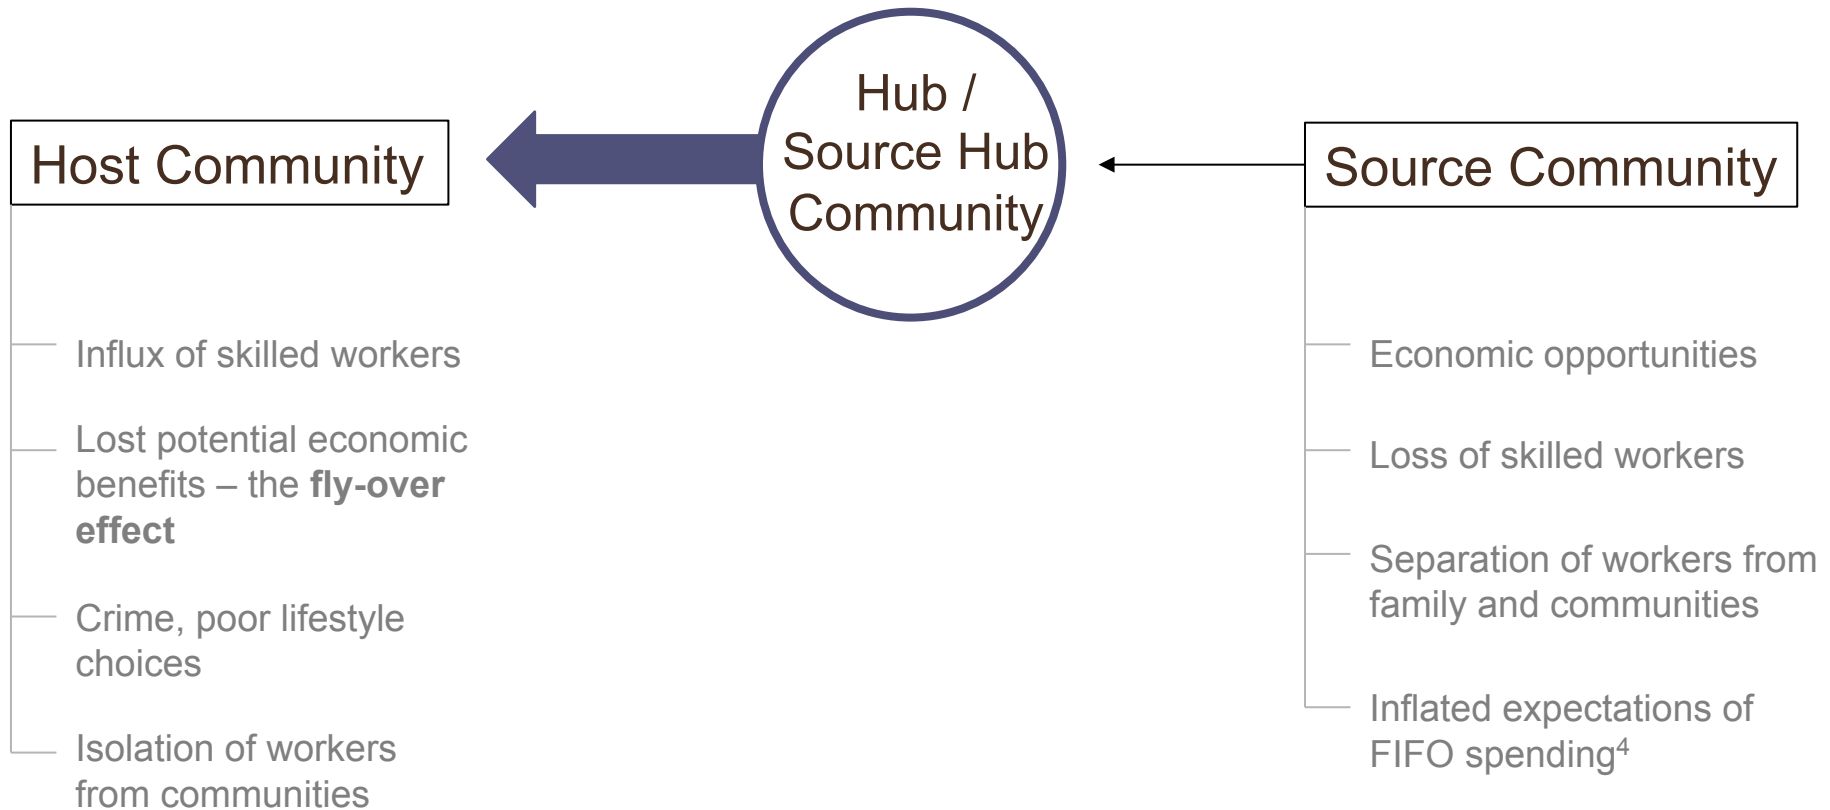 Host Community
Hub /
Source Hub
Community
Source Community
Influx of skilled workers
Lost potential economic
benefits – the fly-over
effect
Crime, poor lifestyle
choices
Isolation of workers
from communities
Economic opportunities
Loss of skilled workers
Separation of workers from
family and communities
Inflated expectations of
FIFO spending⁴